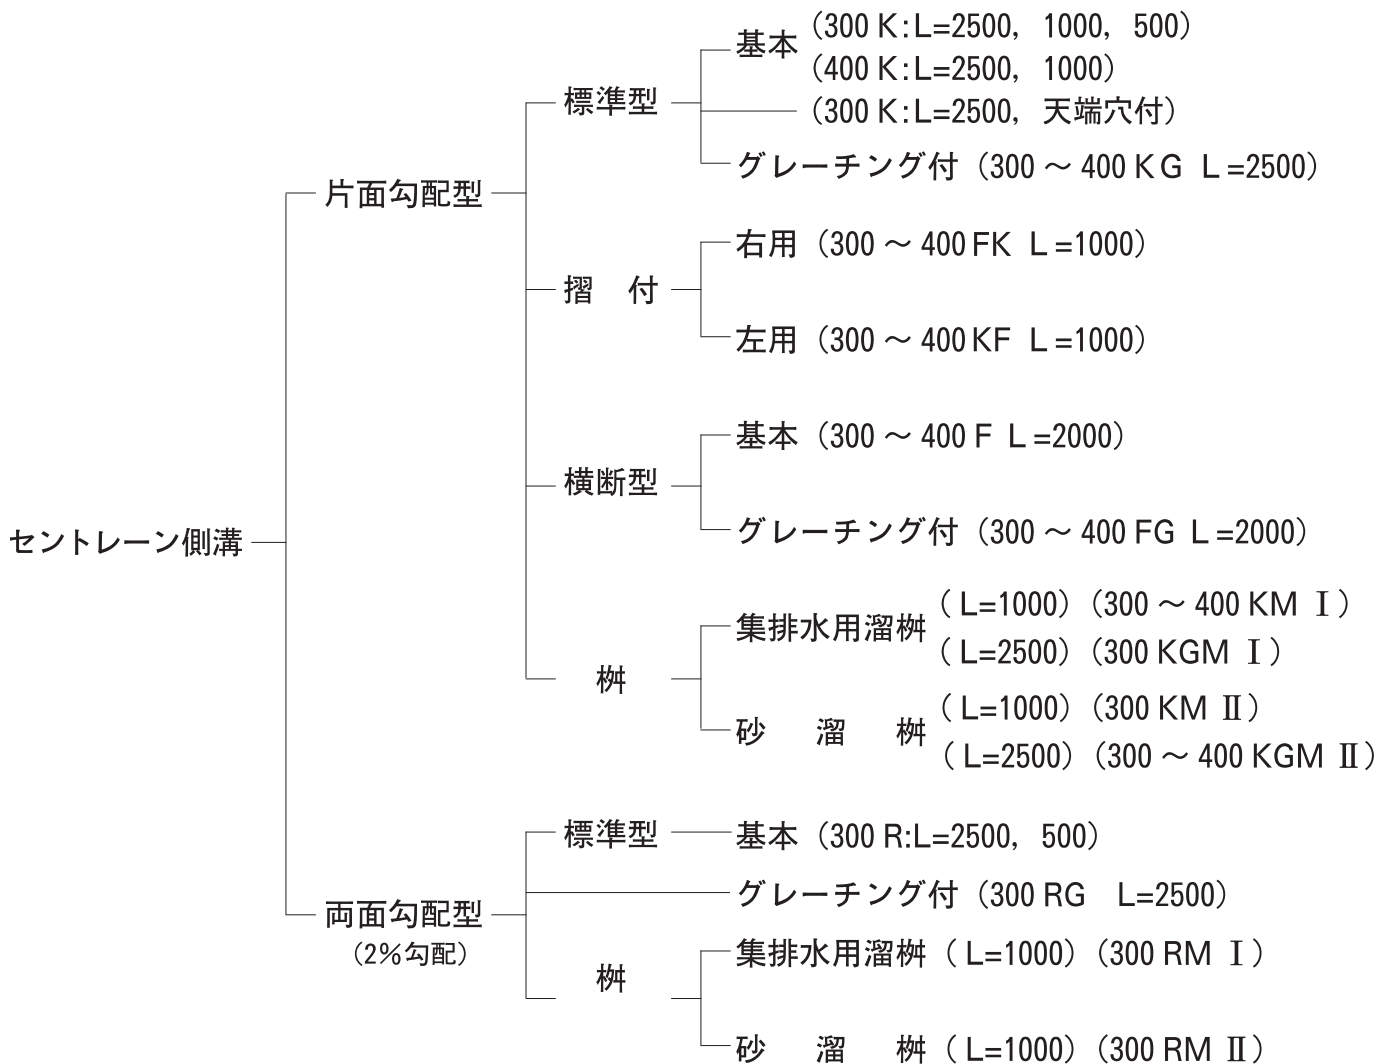 セントレーン側溝
片面勾配型
標準型
基本
(300 K:L=2500, 1000, 500)
(400 K:L=2500, 1000)
(300 K:L=2500, 天端穴付)
グレーチング付 (300 ～ 400 KG L=2500)
摺 付
右用 (300 ～ 400 FK L=1000)
左用 (300 ～ 400 KF L=1000)
横断型
基本 (300 ～ 400 F L=2000)
グレーチング付 (300 ～ 400 FG L=2000)
桝
集排水用溜桝
(L=1000) (300 ～ 400 KM Ⅰ)
(L=2500) (300 KGM Ⅰ)
砂 溜 桝
(L=1000) (300 KM Ⅱ)
(L=2500) (300 ～ 400 KGM Ⅱ)
両面勾配型
(2%勾配)
標準型
基本 (300 R:L=2500, 500)
グレーチング付 (300 RG L=2500)
桝
集排水用溜桝 (L=1000) (300 RM Ⅰ)
砂 溜 桝 (L=1000) (300 RM Ⅱ)